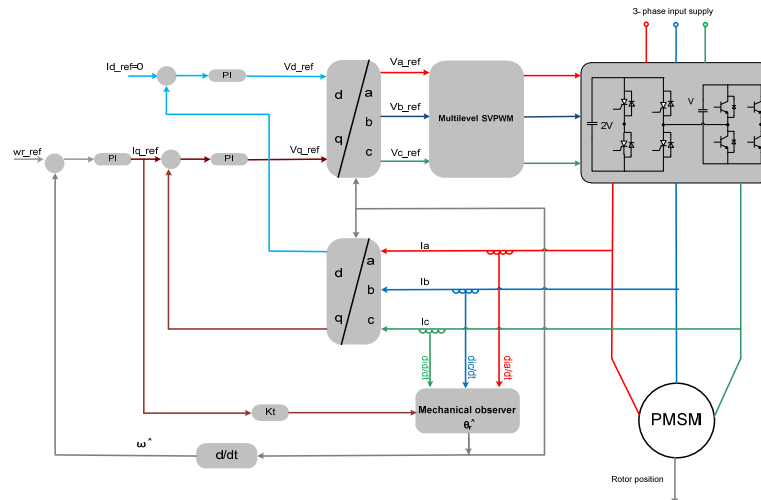 3- phase input supply
Id_ref=0
PI
Vd_ref
Va_ref
Vb_ref
Vc_ref
d
q
a
b
c
Multilevel SVPWM
2V
V
wr_ref
PI
Iq_ref
PI
Vq_ref
d
q
a
b
c
Ia
Ib
Ic
did/dt
dic/dt
dia/dt
Kt
Mechanical observer
θr^
ω^
d/dt
PMSM
Rotor position